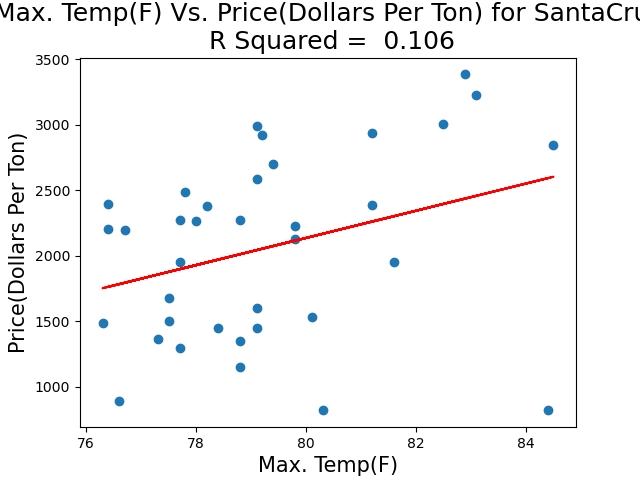 Max. Temp(F) Vs. Price(Dollars Per Ton) for SantaCru
R Squared = 0.106
Price(Dollars Per Ton)
3500
3000
2500
2000
1500
1000
76
78
80
82
84
Max. Temp(F)